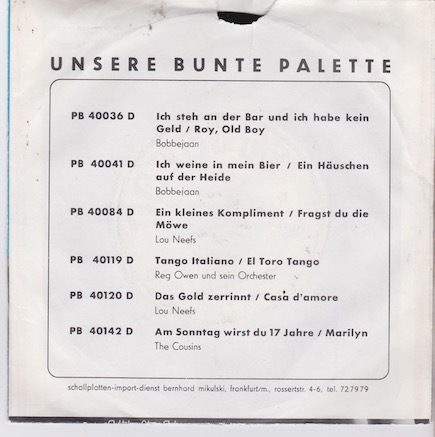 UNSERE BUNTE PALETTE
PB 40036 D Ich steh an der Bar und ich habe kein
Geld / Roy, Old Boy
Bobbejaan
PB 40041 D Ich weine in mein Bier / Ein Häuschen
auf der Heide
Bobbejaan
PB 40084 D Ein kleines Kompliment / Fragst du die
Möwe
Lou Neefs
PB 40119 D Tango Italiano / El Toro Tango
Reg Owen und sein Orchester
PB 40120 D Das Gold zerrinnt / Casa d'amore
Lou Neefs
PB 40142 D Am Sonntag wirst du 17 Jahre / Marilyn
The Cousins
schallplatten-import-dienst bernhard mikulski, frankfurt/m., rossertstr. 4-6, tel. 727979